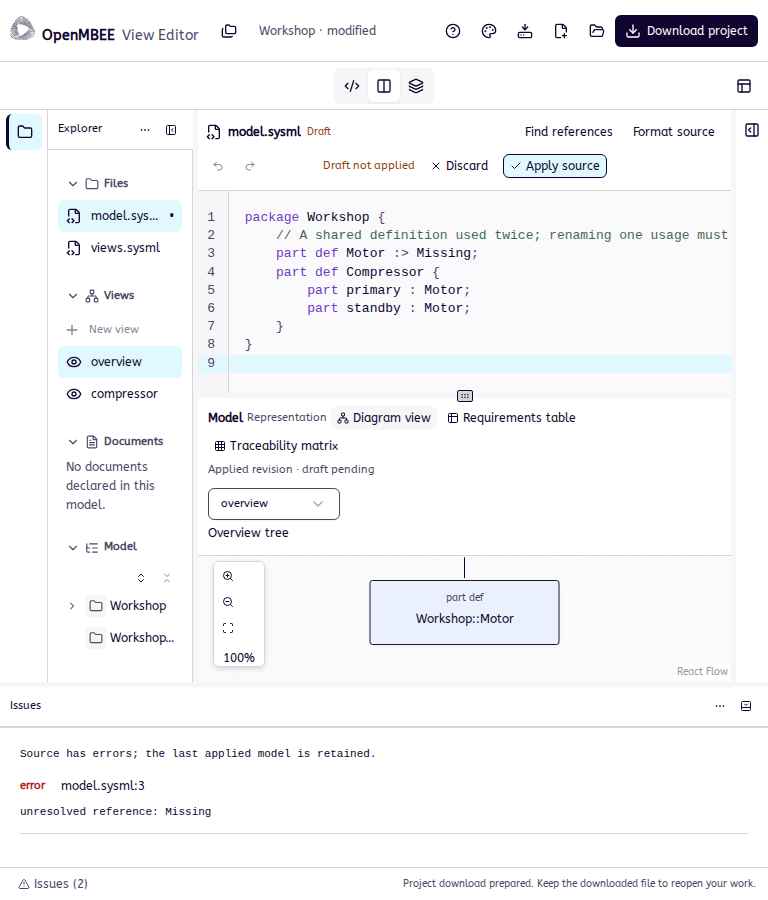 OpenMBEE View Editor
Workshop · modified
Download project
Explorer
Files
model.sys...
views.sysml
Views
New view
overview
compressor
Documents
No documents
declared in this
model.
Model
Workshop
Workshop...
model.sysml Draft
Find references
Format source
Draft not applied
Discard
Apply source
1 package Workshop {
2 // A shared definition used twice; renaming one usage must
3 part def Motor :> Missing;
4 part def Compressor {
5 part primary : Motor;
6 part standby : Motor;
7 }
8 }
9
Model Representation Diagram view Requirements table
Traceability matrix
Applied revision · draft pending
overview
Overview tree
part def
Workshop::Motor
100%
React Flow
Issues
Source has errors; the last applied model is retained.
error model.sysml:3
unresolved reference: Missing
Issues (2)
Project download prepared. Keep the downloaded file to reopen your work.